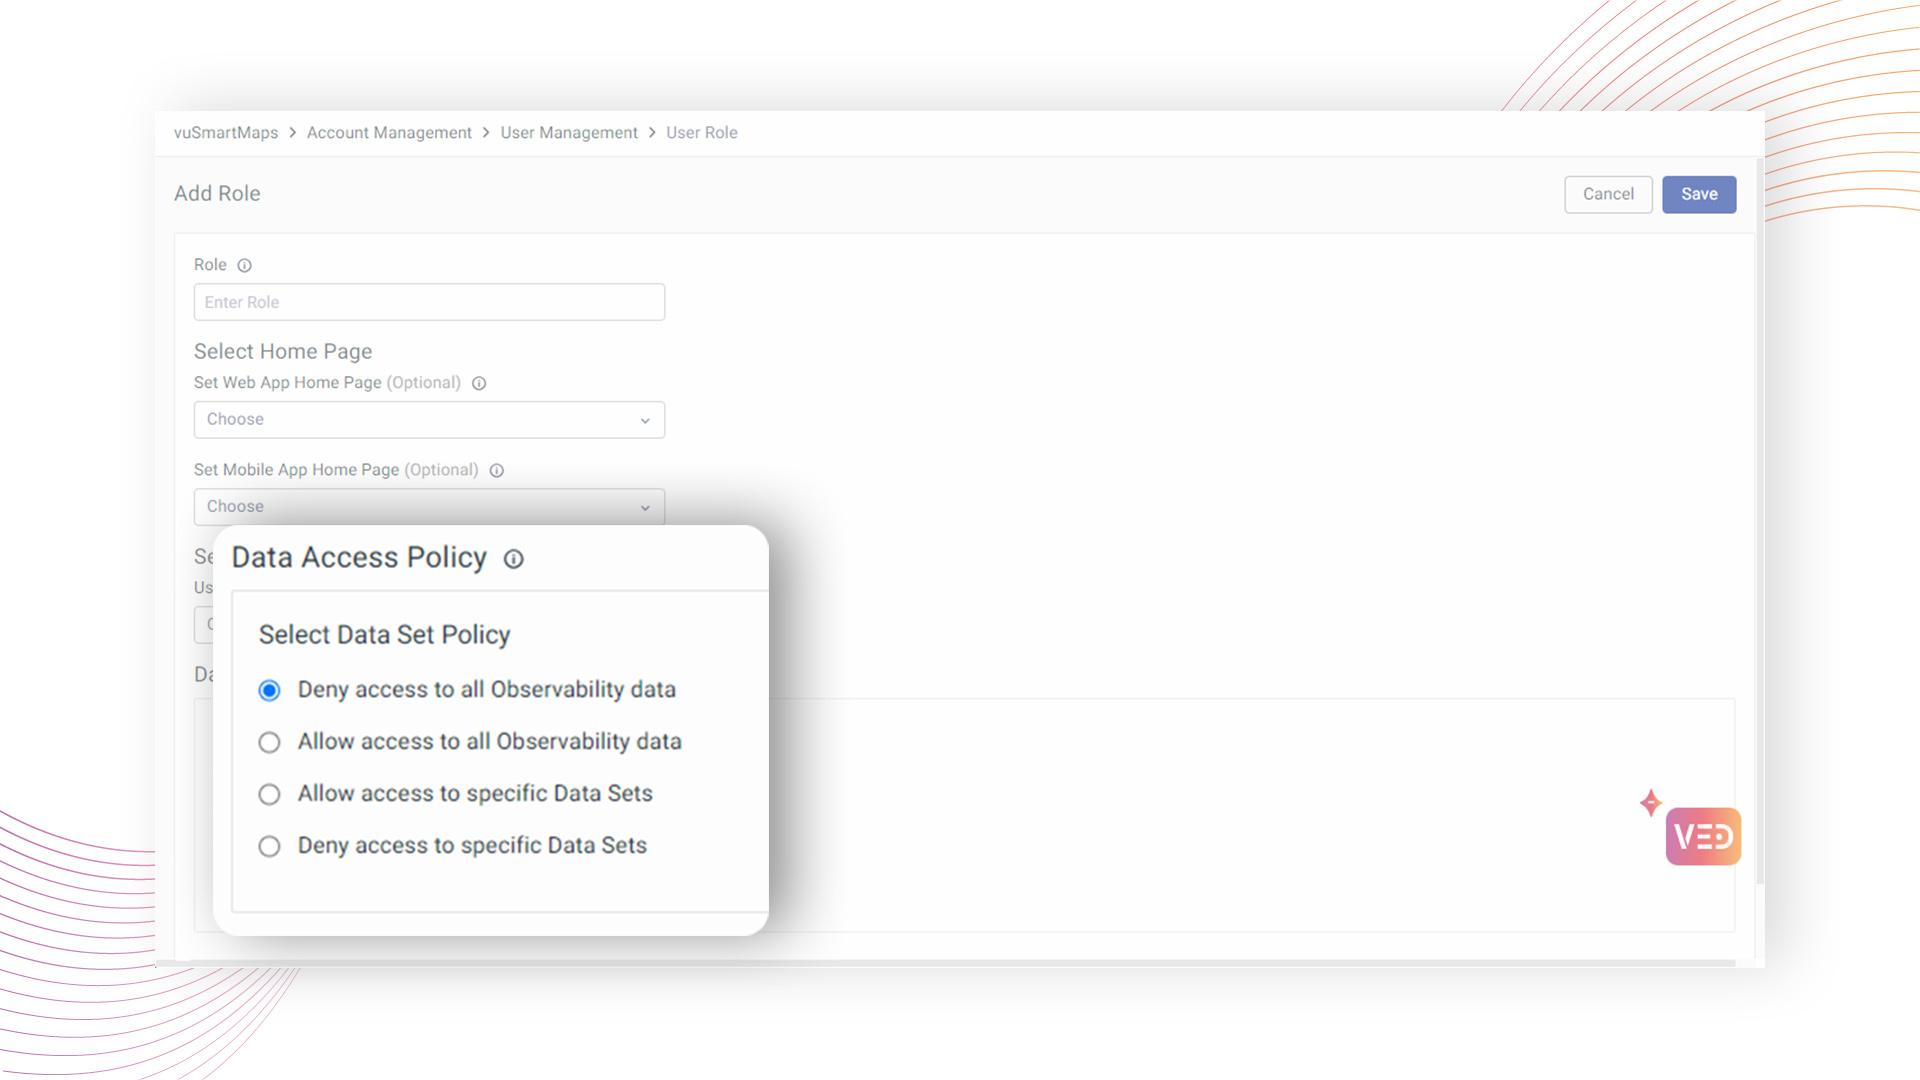 vuSmartMaps > Account Management > User Management > User Role
Add Role
Cancel
Save
Role
Enter Role
Select Home Page
Set Web App Home Page (Optional)
Choose
Set Mobile App Home Page (Optional)
Choose
Data Access Policy
Select Data Set Policy
Deny access to all Observability data
Allow access to all Observability data
Allow access to specific Data Sets
Deny access to specific Data Sets
VED